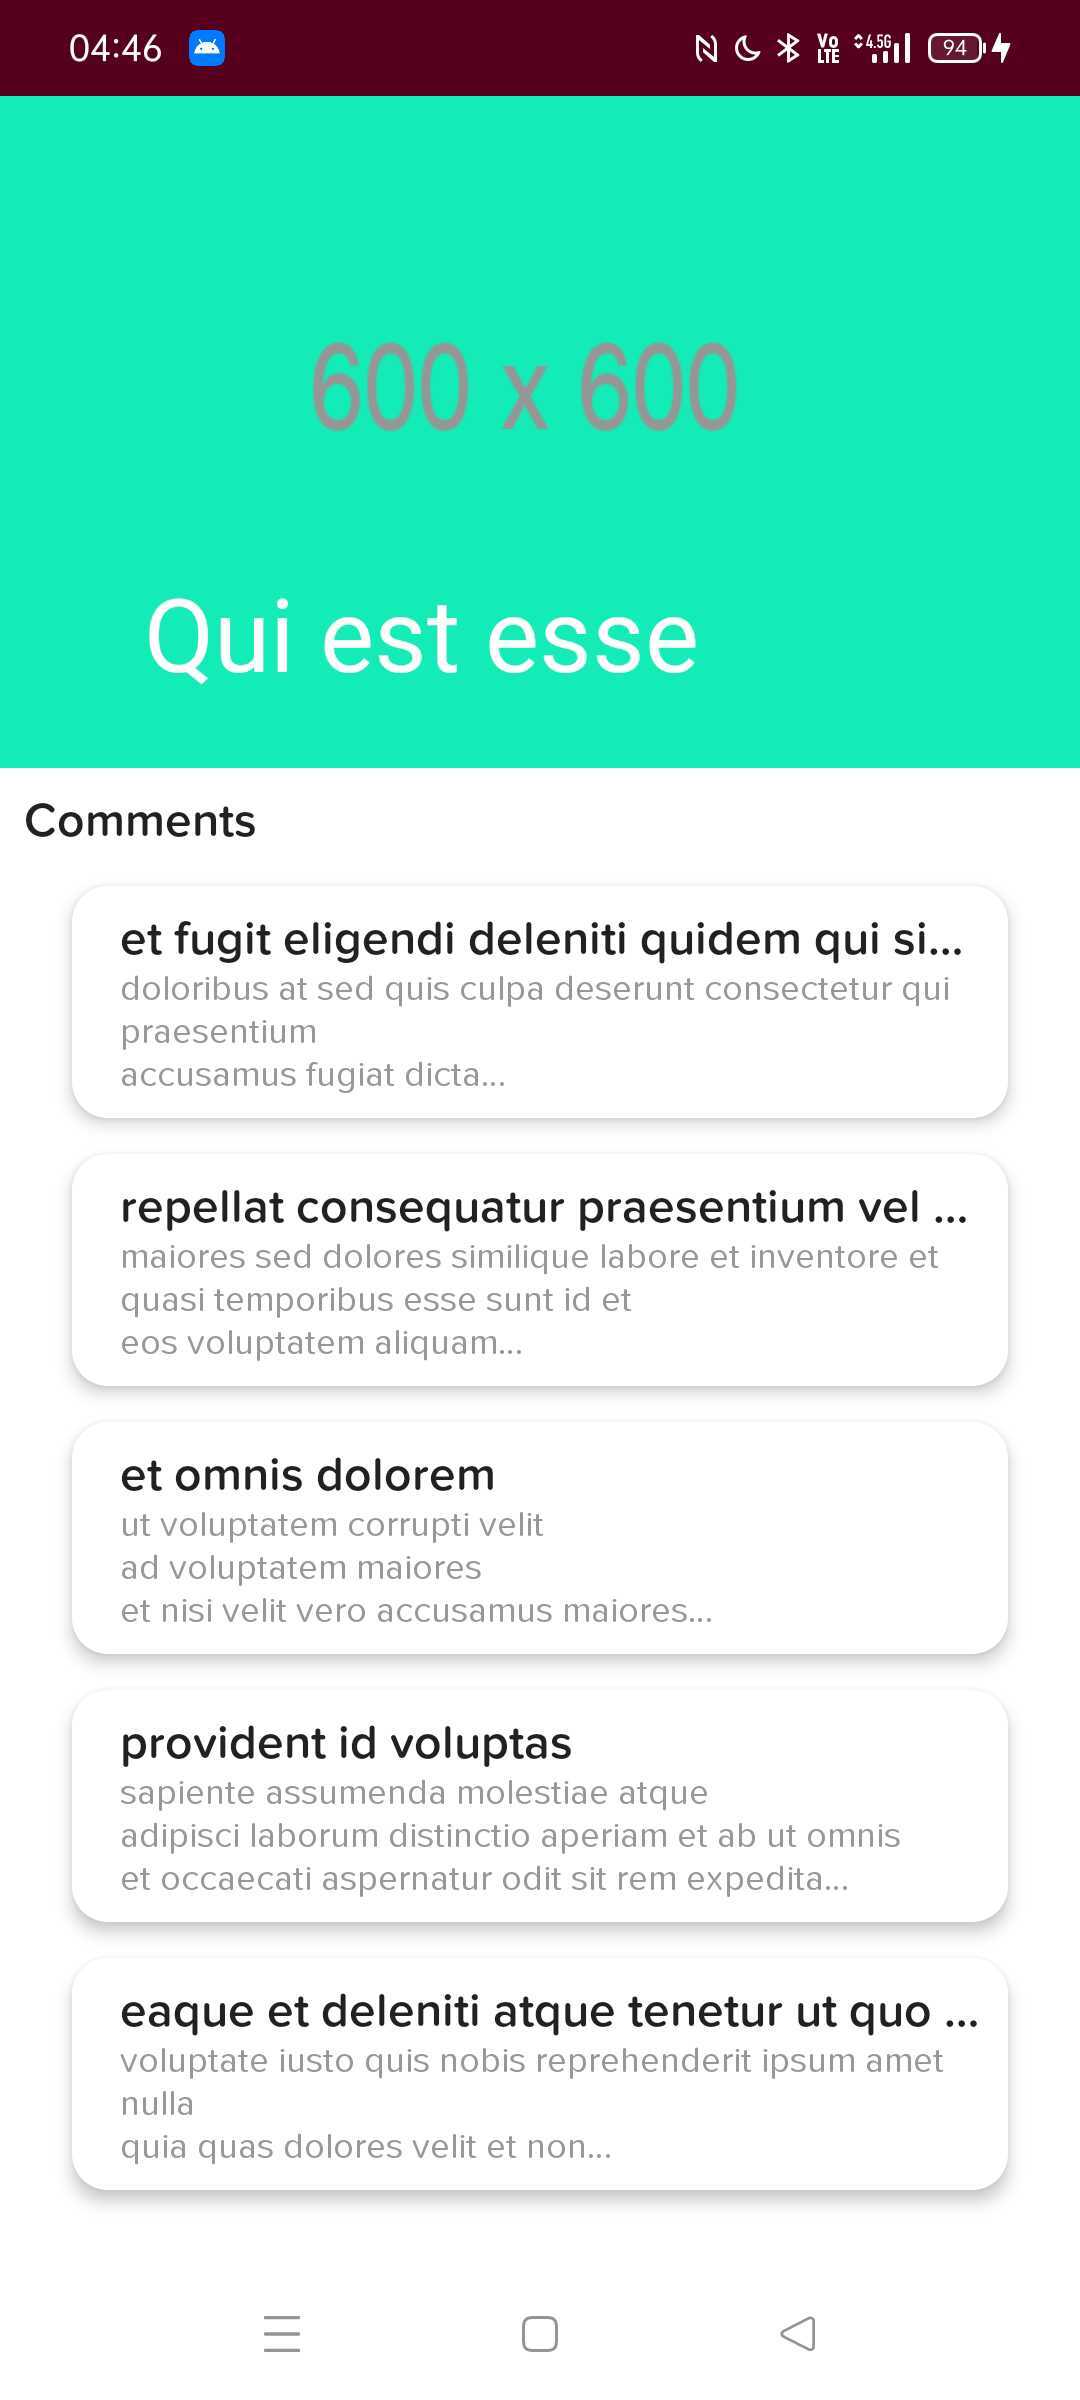 04:46
Vo LTE 4.5G 94
600 x 600
Qui est esse
Comments
et fugit eligendi deleniti quidem qui si...
doloribus at sed quis culpa deserunt consectetur qui
praesentium
accusamus fugiat dicta...
repellat consequatur praesentium vel ...
maiores sed dolores similique labore et inventore et
quasi temporibus esse sunt id et
eos voluptatem aliquam...
et omnis dolorem
ut voluptatem corrupti velit
ad voluptatem maiores
et nisi velit vero accusamus maiores...
provident id voluptas
sapiente assumenda molestiae atque
adipisci laborum distinctio aperiam et ab ut omnis
et occaecati aspernatur odit sit rem expedita...
eaque et deleniti atque tenetur ut quo ...
voluptate iusto quis nobis reprehenderit ipsum amet
nulla
quia quas dolores velit et non...